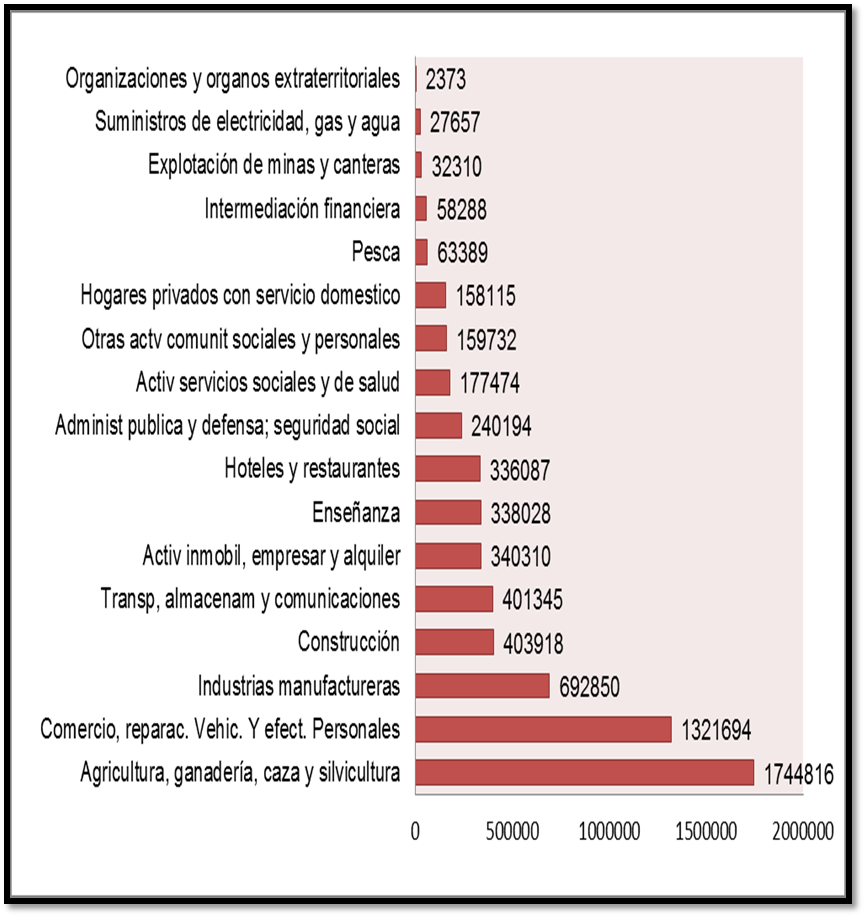 Organizaciones y organos extraterritoriales 2373
Suministros de electricidad, gas y agua 27657
Explotación de minas y canteras 32310
Intermediación financiera 58288
Pesca 63389
Hogares privados con servicio domestico 158115
Otras actv comunit sociales y personales 159732
Activ servicios sociales y de salud 177474
Administ publica y defensa; seguridad social 240194
Hoteles y restaurantes 336087
Enseñanza 338028
Activ inmobil, empresar y alquiler 340310
Transp, almacenam y comunicaciones 401345
Construcción 403918
Industrias manufactureras 692850
Comercio, reparac. Vehic. Y efect. Personales 1321694
Agricultura, ganadería, caza y silvicultura 1744816
0 500000 1000000 1500000 2000000